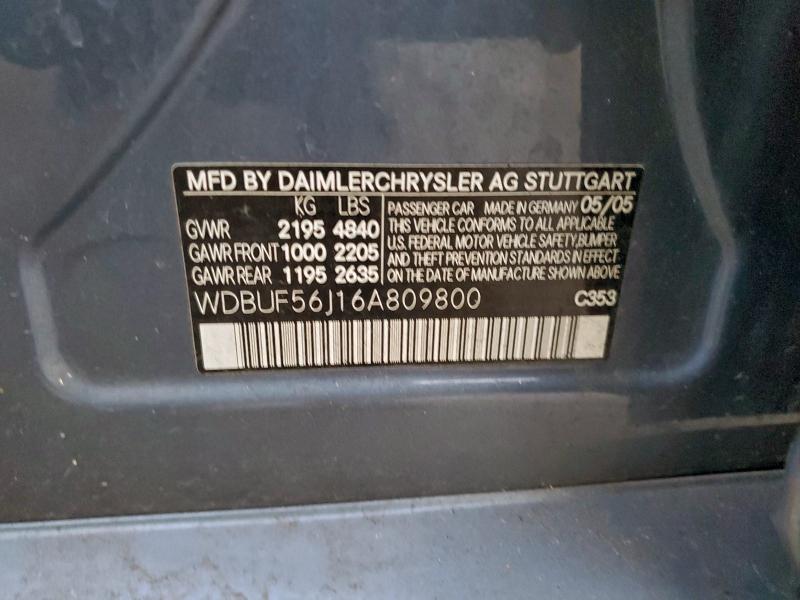 MFD BY DAIMLERCHRYSLER AG STUTTGART
KG LBS
GVWR 2195 4840
GAWR FRONT 1000 2205
GAWR REAR 1195 2635
PASSENGER CAR MADE IN GERMANY 05/05
THIS VEHICLE CONFORMS TO ALL APPLICABLE
U.S. FEDERAL MOTOR VEHICLE SAFETY,BUMPER
AND THEFT PREVENTION STANDARDS IN EFFECT
ON THE DATE OF MANUFACTURE SHOWN ABOVE
WDBUF56J16A809800 C353